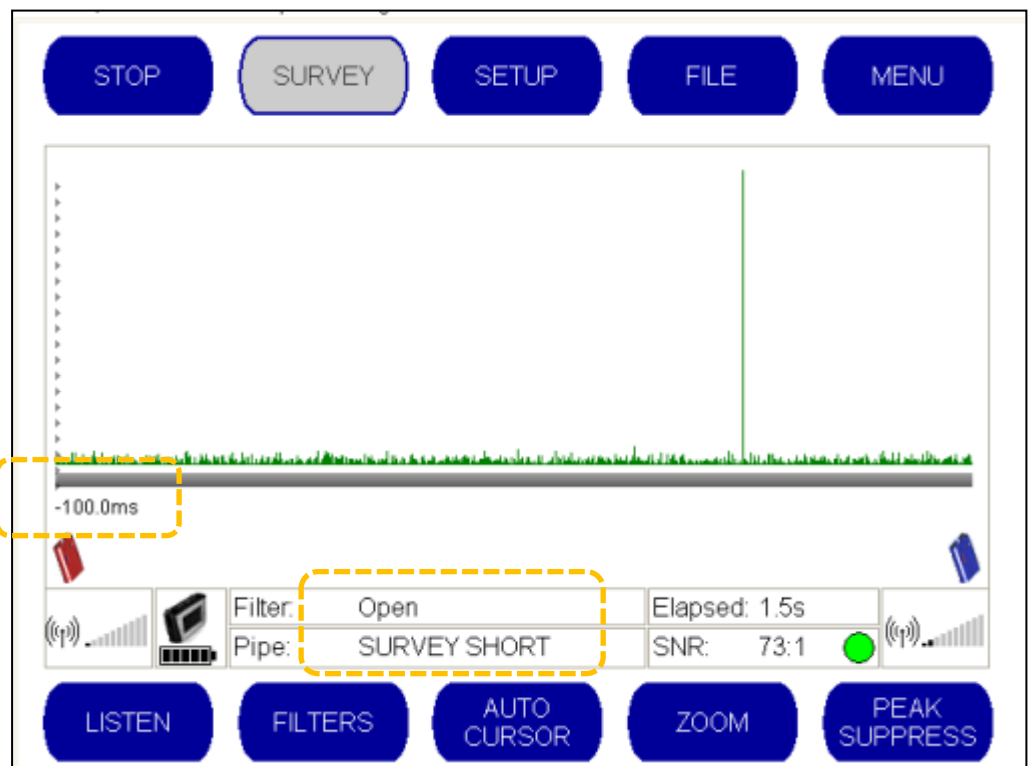 STOP
SURVEY
SETUP
FILE
MENU
-100.0ms
Filter: Open
Elapsed: 1.5s
Pipe: SURVEY SHORT
SNR: 73:1
LISTEN
FILTERS
AUTO
CURSOR
ZOOM
PEAK
SUPPRESS